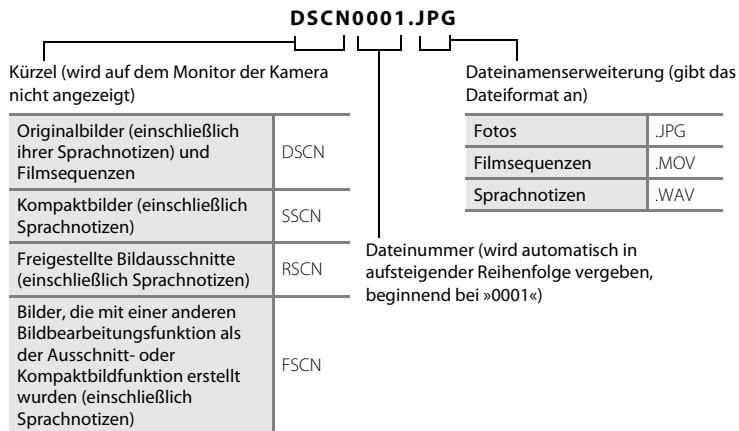 DSCN0001.JPG
Kürzel (wird auf dem Monitor der Kamera
nicht angezeigt)
Originalbilder (einschließlich
ihrer Sprachnotizen) und
Filmsequenzen
DSCN
Kompaktbilder (einschließlich
Sprachnotizen)
SSCN
Freigestellte Bildausschnitte
(einschließlich Sprachnotizen)
RSCN
Bilder, die mit einer anderen
Bildbearbeitungsfunktion als
der Ausschnitt- oder
Kompaktbildfunktion erstellt
wurden (einschließlich
Sprachnotizen)
FSCN
Dateinummer (wird automatisch in
aufsteigender Reihenfolge vergeben,
beginnend bei »0001«)
Dateinamenserweiterung (gibt das
Dateiformat an)
Fotos .JPG
Filmsequenzen .MOV
Sprachnotizen .WAV